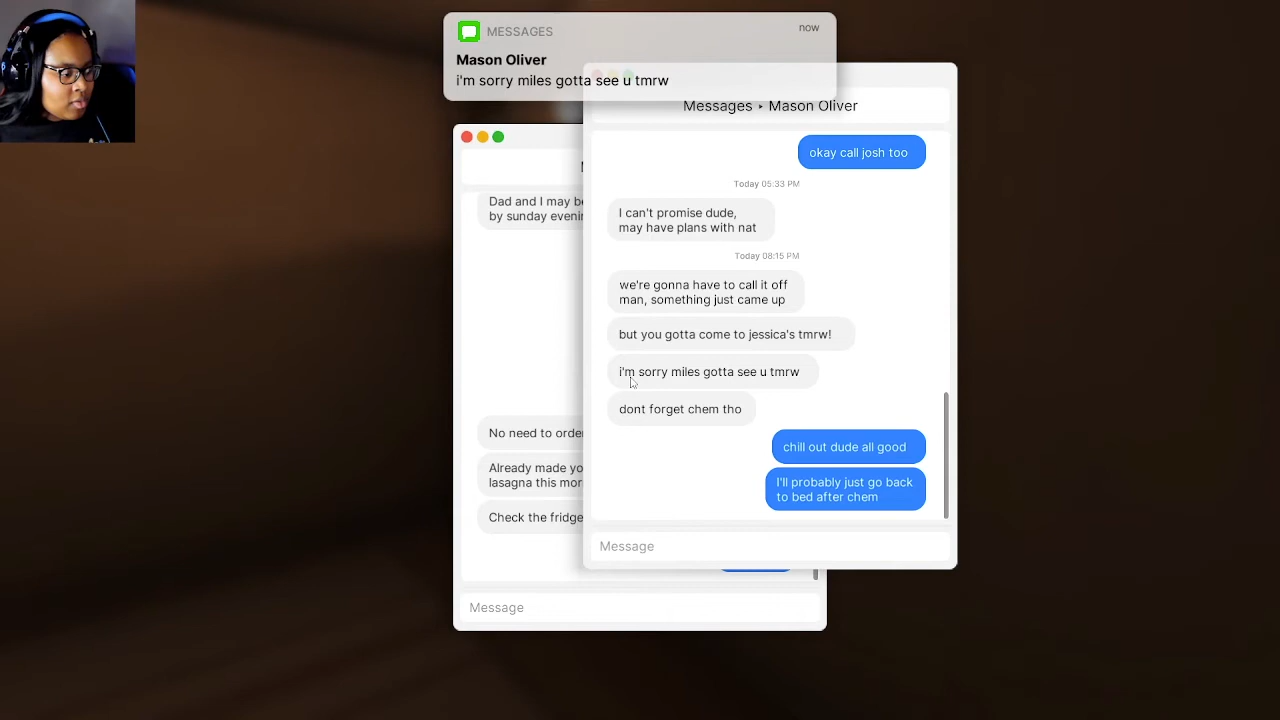 MESSAGES
now
Mason Oliver
i'm sorry miles gotta see u tmrw
Messages ‣ Mason Oliver
okay call josh too
Today 05:33 PM
I can't promise dude,
may have plans with nat
Today 08:15 PM
we're gonna have to call it off
man, something just came up
but you gotta come to jessica's tmrw!
i'm sorry miles gotta see u tmrw
dont forget chem tho
chill out dude all good
I'll probably just go back
to bed after chem
Message
Dad and I may be
by sunday
No need to
Already made
lasagna this
Check the fridge
Message